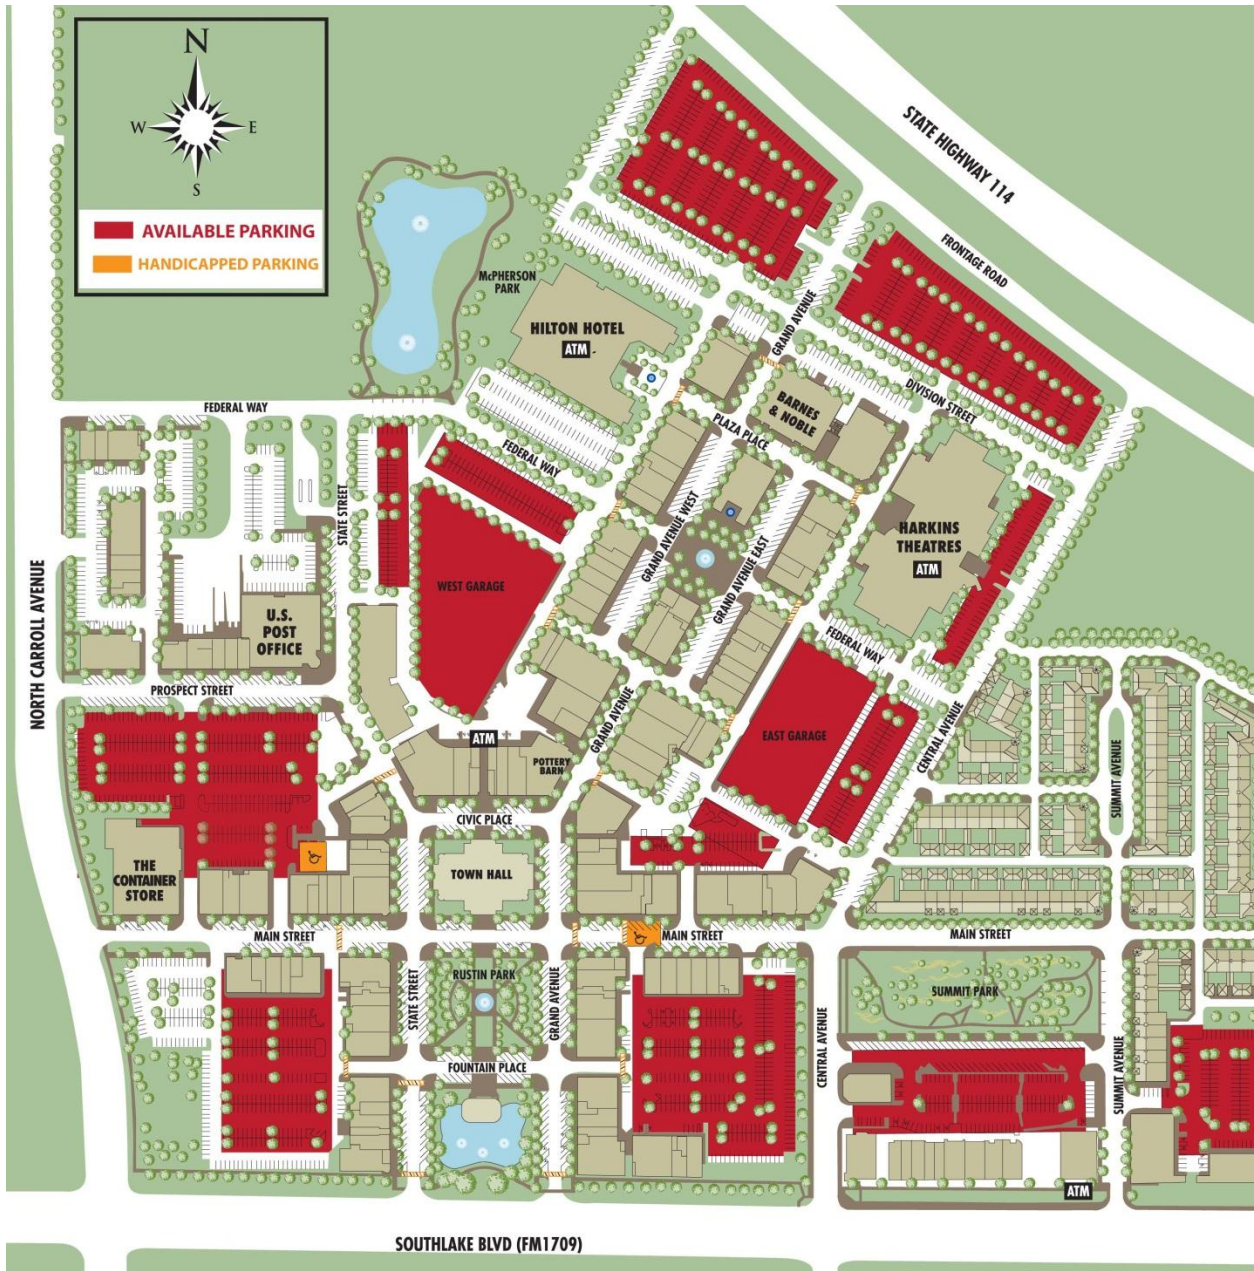 N
W
E
S
AVAILABLE PARKING
HANDICAPPED PARKING
STATE HIGHWAY 114
FRONTAGE ROAD
McPHERSON
PARK
HILTON HOTEL
ATM
GRAND AVENUE
BARNES
& NOBLE
DIVISION STREET
PLAZA PLACE
FEDERAL WAY
FEDERAL WAY
STATE STREET
GRAND AVENUE WEST
GRAND AVENUE EAST
HARKINS
THEATRES
ATM
WEST GARAGE
NORTH CARROLL AVENUE
U.S.
POST
OFFICE
FEDERAL WAY
PROSPECT STREET
GRAND AVENUE
EAST GARAGE
CENTRAL AVENUE
SUMMIT AVENUE
ATM
POTTERY
BARN
CIVIC PLACE
THE
CONTAINER
STORE
TOWN HALL
MAIN STREET
MAIN STREET
MAIN STREET
RUSTIN PARK
STATE STREET
GRAND AVENUE
SUMMIT PARK
CENTRAL AVENUE
SUMMIT AVENUE
FOUNTAIN PLACE
ATM
SOUTHLAKE BLVD (FM1709)